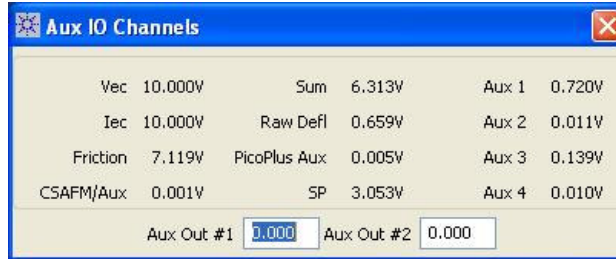 Aux IO Channels
Vec 10.000V Sum 6.313V Aux 1 0.720V
Iec 10.000V Raw Defl 0.659V Aux 2 0.011V
Friction 7.119V PicoPlus Aux 0.005V Aux 3 0.139V
CSAFM/Aux 0.001V SP 3.053V Aux 4 0.010V
Aux Out #1 0.000 Aux Out #2 0.000